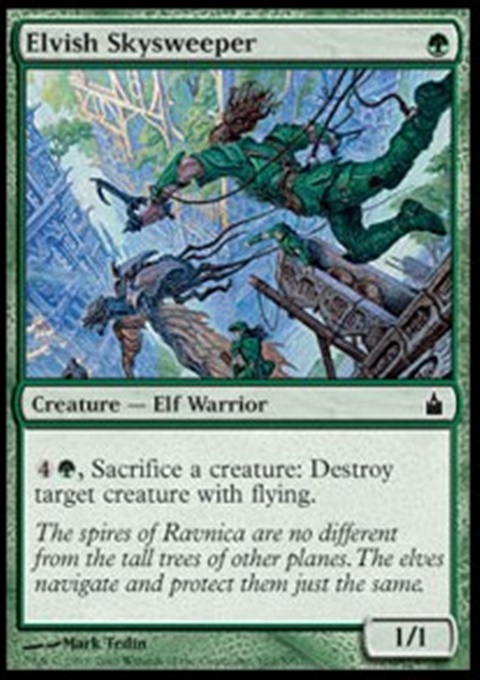 Elvish Skysweeper
Creature — Elf Warrior
4 , Sacrifice a creature: Destroy
target creature with flying.
The spires of Ravnica are no different
from the tall trees of other planes. The elves
navigate and protect them just the same.
Mark Tedin
1/1